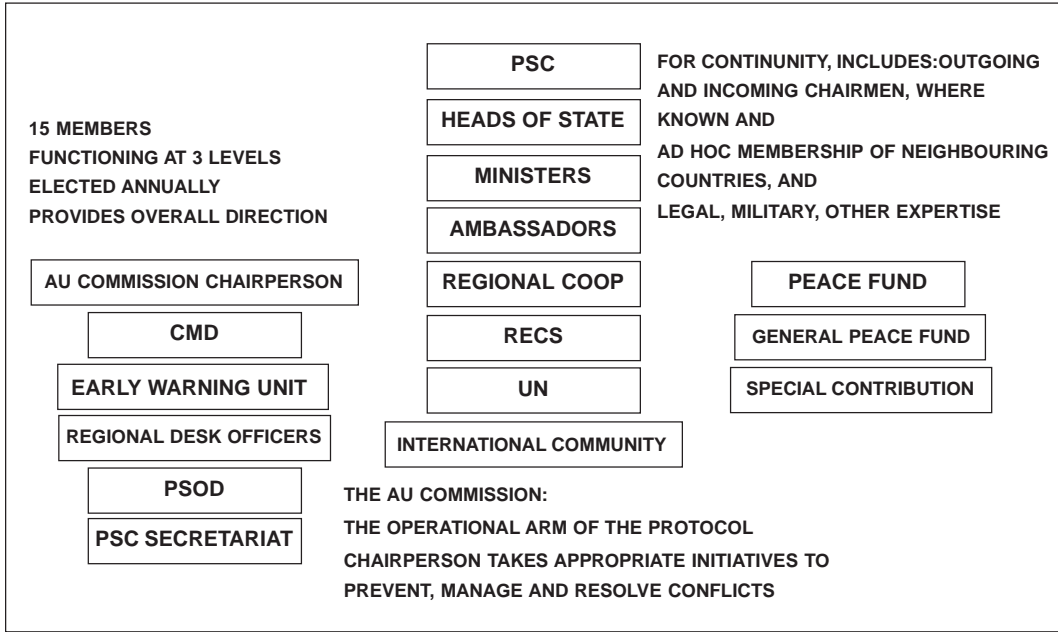 15 MEMBERS
FUNCTIONING AT 3 LEVELS
ELECTED ANNUALLY
PROVIDES OVERALL DIRECTION
PSC
HEADS OF STATE
MINISTERS
AMBASSADORS
FOR CONTINUNITY, INCLUDES:OUTGOING
AND INCOMING CHAIRMEN, WHERE
KNOWN AND
AD HOC MEMBERSHIP OF NEIGHBOURING
COUNTRIES, AND
LEGAL, MILITARY, OTHER EXPERTISE
AU COMMISSION CHAIRPERSON
CMD
EARLY WARNING UNIT
REGIONAL DESK OFFICERS
PSOD
PSC SECRETARIAT
REGIONAL COOP
RECS
UN
INTERNATIONAL COMMUNITY
PEACE FUND
GENERAL PEACE FUND
SPECIAL CONTRIBUTION
THE AU COMMISSION:
THE OPERATIONAL ARM OF THE PROTOCOL
CHAIRPERSON TAKES APPROPRIATE INITIATIVES TO
PREVENT, MANAGE AND RESOLVE CONFLICTS